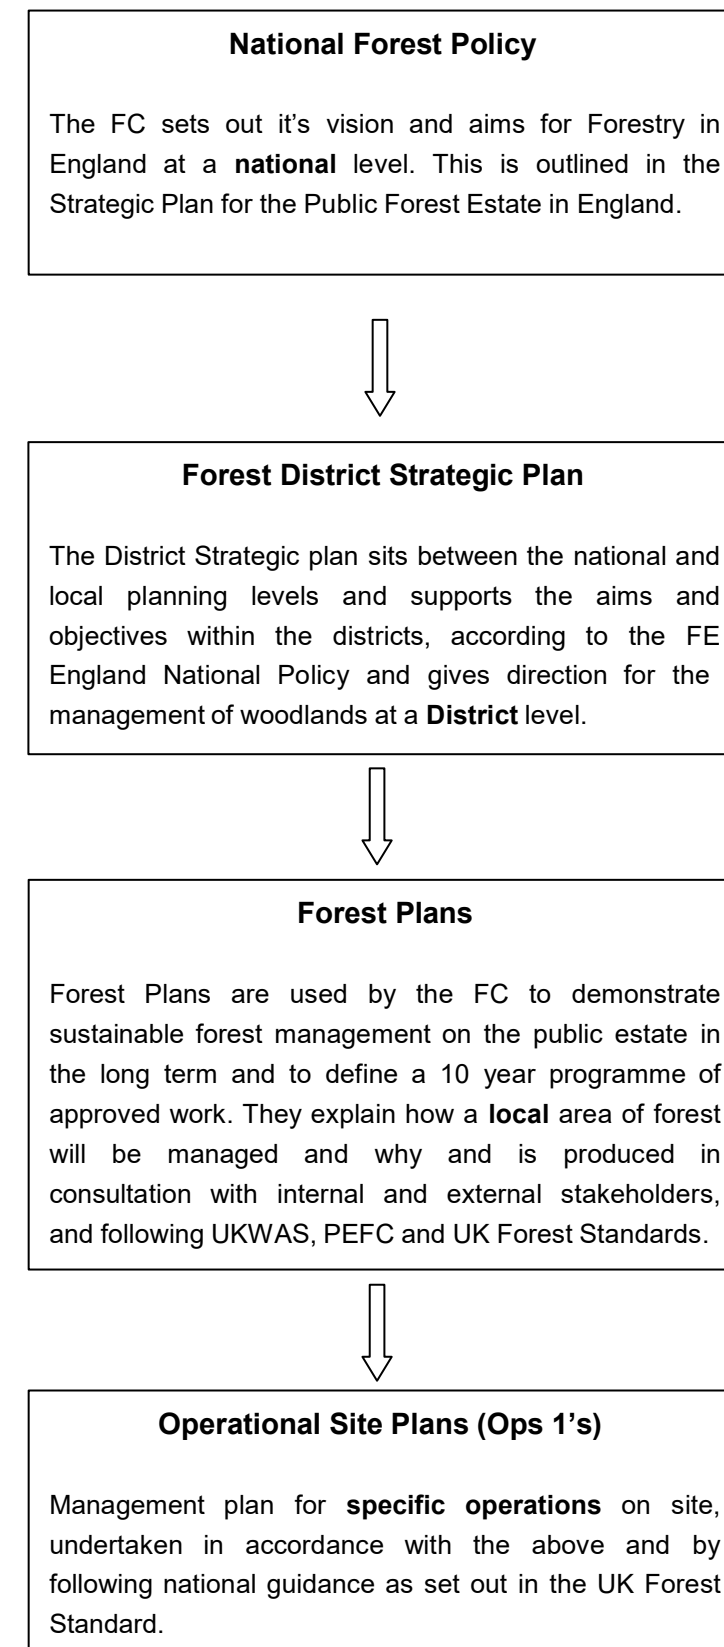 National Forest Policy
The FC sets out it's vision and aims for Forestry in
England at a national level. This is outlined in the
Strategic Plan for the Public Forest Estate in England.
Forest District Strategic Plan
The District Strategic plan sits between the national and
local planning levels and supports the aims and
objectives within the districts, according to the FE
England National Policy and gives direction for the
management of woodlands at a District level.
Forest Plans
Forest Plans are used by the FC to demonstrate
sustainable forest management on the public estate in
the long term and to define a 10 year programme of
approved work. They explain how a local area of forest
will be managed and why and is produced in
consultation with internal and external stakeholders,
and following UKWAS, PEFC and UK Forest Standards.
Operational Site Plans (Ops 1's)
Management plan for specific operations on site,
undertaken in accordance with the above and by
following national guidance as set out in the UK Forest
Standard.